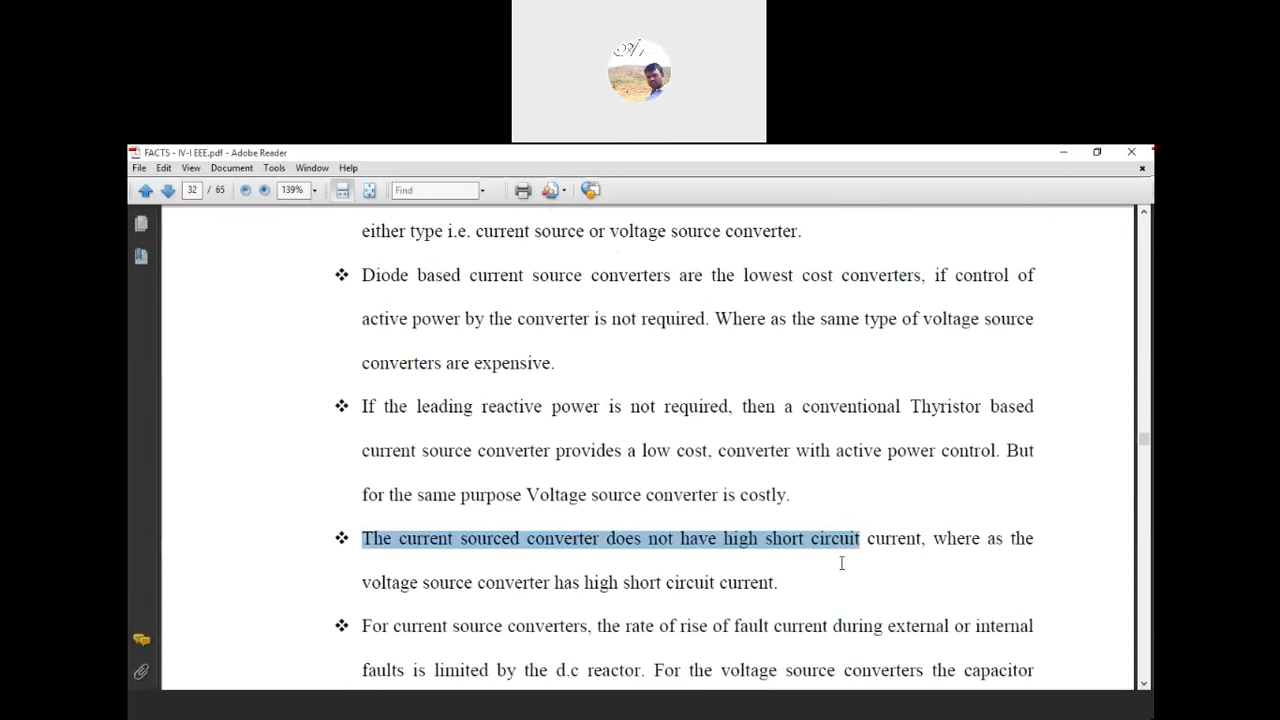 FACTS - IV-I EEE.pdf - Adobe Reader
File Edit View Document Tools Window Help
32 / 65 139% Find
either type i.e. current source or voltage source converter.
❖ Diode based current source converters are the lowest cost converters, if control of
active power by the converter is not required. Where as the same type of voltage source
converters are expensive.
❖ If the leading reactive power is not required, then a conventional Thyristor based
current source converter provides a low cost, converter with active power control. But
for the same purpose Voltage source converter is costly.
❖ The current sourced converter does not have high short circuit current, where as the
voltage source converter has high short circuit current.
❖ For current source converters, the rate of rise of fault current during external or internal
faults is limited by the d.c reactor. For the voltage source converters the capacitor